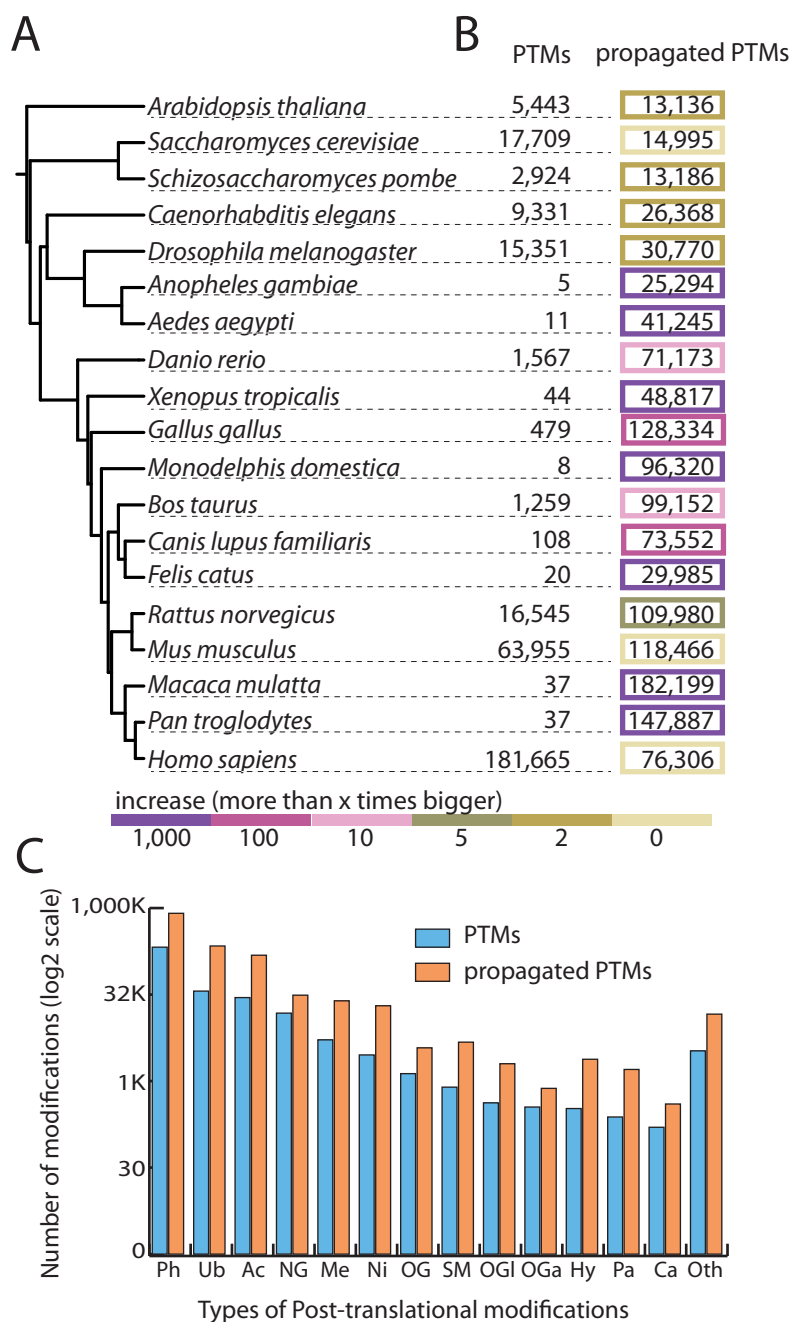 A
B
PTMs propagated PTMs
Arabidopsis thaliana 5,443 13,136
Saccharomyces cerevisiae 17,709 14,995
Schizosaccharomyces pombe 2,924 13,186
Caenorhabditis elegans 9,331 26,368
Drosophila melanogaster 15,351 30,770
Anopheles gambiae 5 25,294
Aedes aegypti 11 41,245
Danio rerio 1,567 71,173
Xenopus tropicalis 44 48,817
Gallus gallus 479 128,334
Monodelphis domestica 8 96,320
Bos taurus 1,259 99,152
Canis lupus familiaris 108 73,552
Felis catus 20 29,985
Rattus norvegicus 16,545 109,980
Mus musculus 63,955 118,466
Macaca mulatta 37 182,199
Pan troglodytes 37 147,887
Homo sapiens 181,665 76,306
increase (more than x times bigger)
1,000 100 10 5 2 0
C
Number of modifications (log2 scale)
1,000K
32K
1K
30
0
PTMs
propagated PTMs
Ph Ub Ac NG Me Ni OG SM OGl OGa Hy Pa Ca Oth
Types of Post-translational modifications